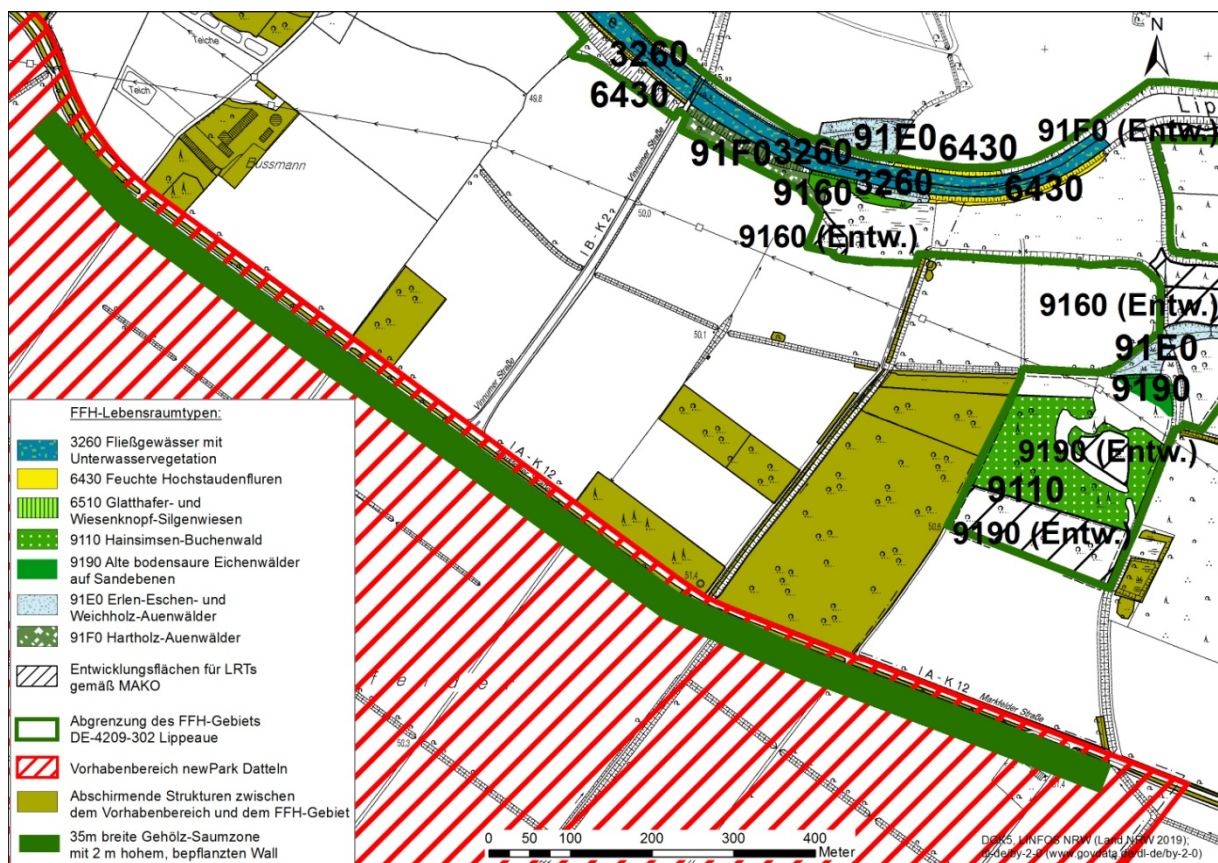 Teiche
Teich
Bussmann
49,8
3260
6430
N
Lip
91E0
6430
91F0 (Entw.)
91F0
3260
9160
3260
6430
Vinnumer Straße
I B - K 2
50,0
9160 (Entw.)
9160 (Entw.)
91E0
9190
50,1
9190 (Entw.)
9110
9190 (Entw.)
50,8
Vinnumer Straße
I A - K 12
51,4
I A - K 12
Markfelder Straße
50,3
51,4
FFH-Lebensraumtypen:
3260 Fließgewässer mit
Unterwasservegetation
6430 Feuchte Hochstaudenfluren
6510 Glatthafer- und
Wiesenknopf-Silgenwiesen
9110 Hainsimsen-Buchenwald
9190 Alte bodensaure Eichenwälder
auf Sandebenen
91E0 Erlen-Eschen- und
Weichholz-Auenwälder
91F0 Hartholz-Auenwälder
Entwicklungsflächen für LRTs
gemäß MAKO
Abgrenzung des FFH-Gebiets
DE-4209-302 Lippeaue
Vorhabenbereich newPark Datteln
Abschirmende Strukturen zwischen
dem Vorhabenbereich und dem FFH-Gebiet
35m breite Gehölz-Saumzone
mit 2 m hohem, bepflanzten Wall
0 50 100 200 300 400
Meter
DGK5, LINFOS NRW (Land NRW 2019);
dl-de/by-2-0 (www.govdata.de/dl-de/by-2-0)